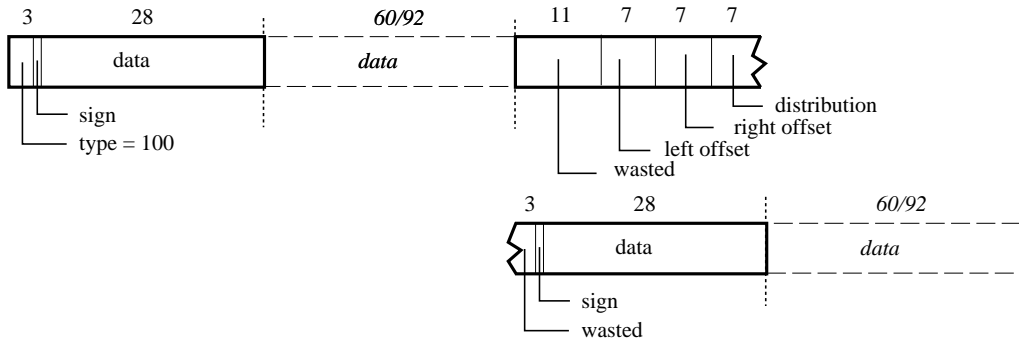 3 28 60/92 11 7 7 7
data data
distribution
sign right offset
type = 100 left offset
wasted
3 28 60/92
data data
sign
wasted